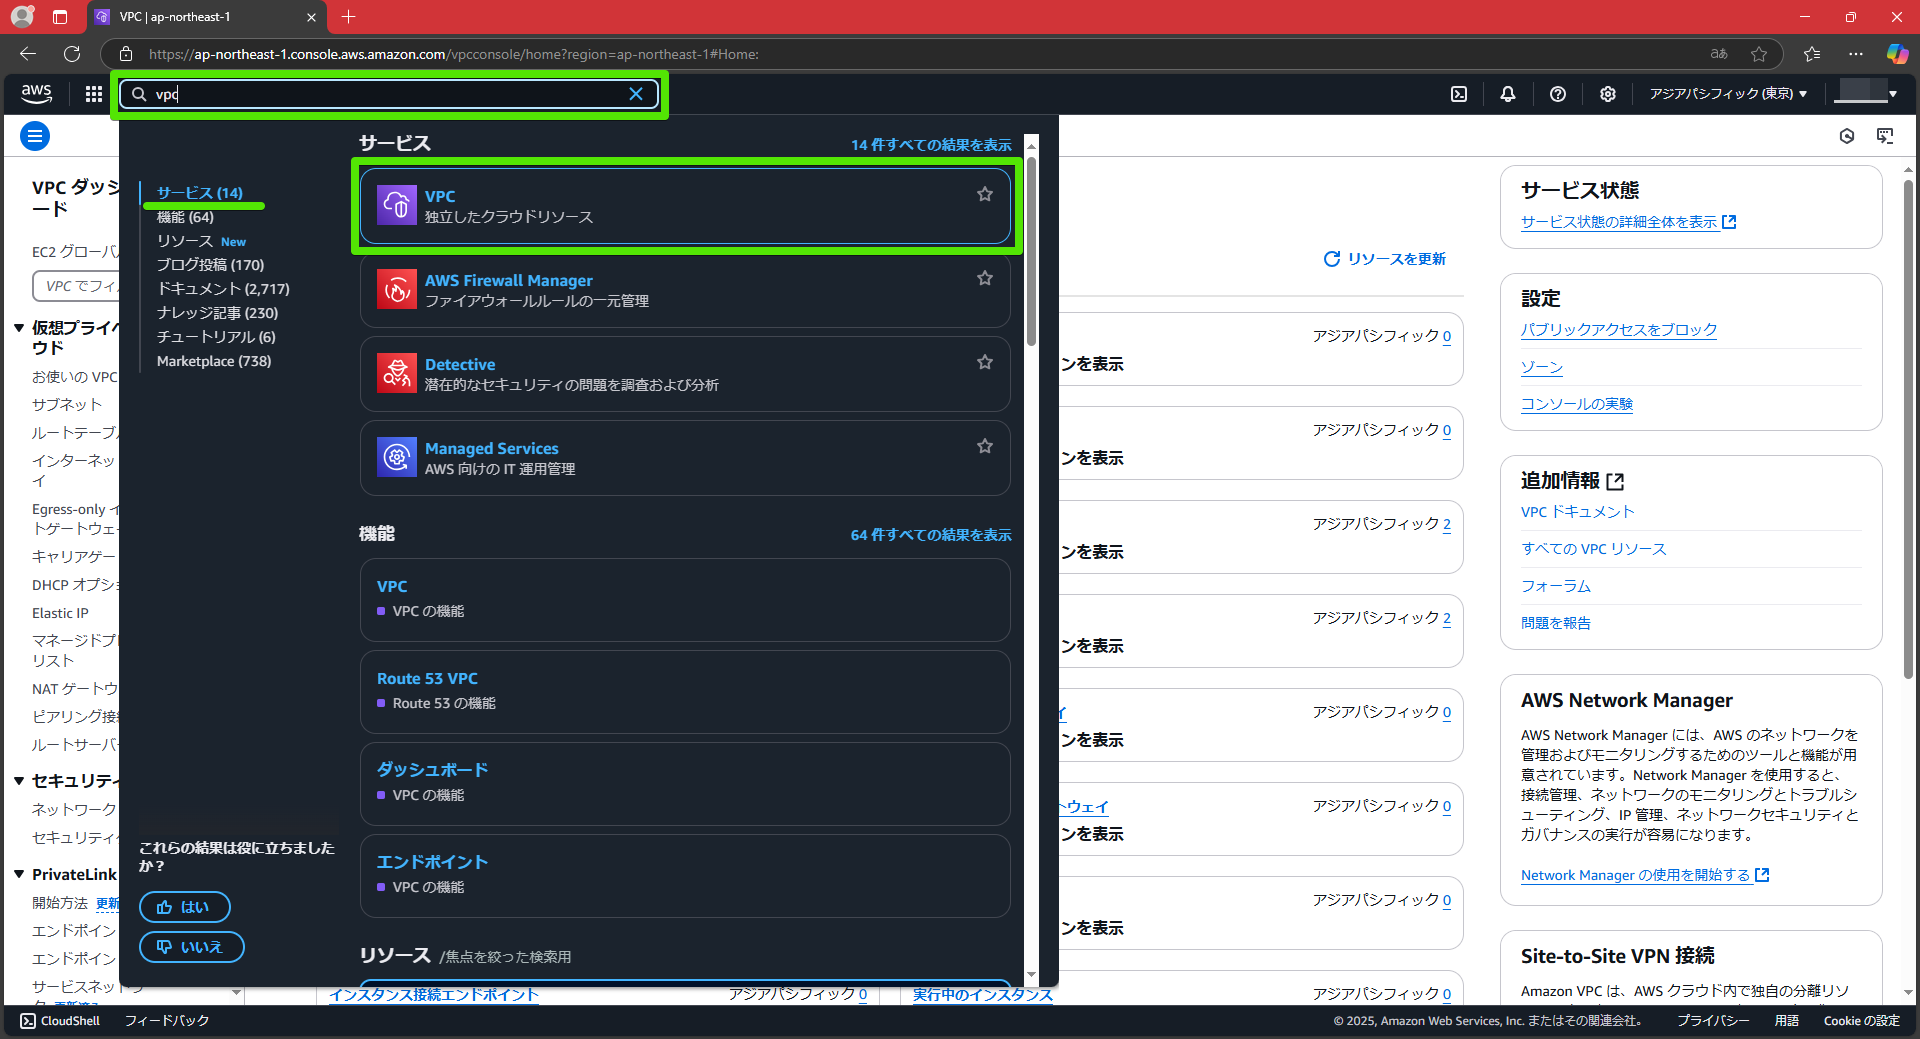 VPC | ap-northeast-1
https://ap-northeast-1.console.aws.amazon.com/vpcconsole/home?region=ap-northeast-1#Home:
aあ
aws
vpc
アジアパシフィック (東京)
サービス
14 件すべての結果を表示
サービス (14)
機能 (64)
リソース New
ブログ投稿 (170)
ドキュメント (2,717)
ナレッジ記事 (230)
チュートリアル (6)
Marketplace (738)
VPC
独立したクラウドリソース
AWS Firewall Manager
ファイアウォールルールの一元管理
Detective
潜在的なセキュリティの問題を調査および分析
Managed Services
AWS 向けの IT 運用管理
機能
64 件すべての結果を表示
VPC
VPC の機能
Route 53 VPC
Route 53 の機能
ダッシュボード
VPC の機能
エンドポイント
VPC の機能
リソース /焦点を絞った検索用
これらの結果は役に立ちました
か？
はい
いいえ
VPC ダッシ
ード
EC2 グローバ
VPC でフィ
仮想プライベ
ウド
お使いの VPC
サブネット
ルートテーブ
インターネッ
イ
Egress-only イ
トゲートウェ
キャリアゲー
DHCP オプショ
Elastic IP
マネージドプ
リスト
NAT ゲートウ
ピアリング接続
ルートサーバー
セキュリティ
ネットワーク
セキュリティ
PrivateLink
開始方法 更新
エンドポイン
エンドポイン
サービスネットワ
リソースを更新
アジアパシフィック 0
ンを表示
アジアパシフィック 0
ンを表示
アジアパシフィック 2
ンを表示
アジアパシフィック 2
ンを表示
イ
アジアパシフィック 0
ンを表示
トウェイ
アジアパシフィック 0
ンを表示
アジアパシフィック 0
ンを表示
インスタンス接続エンドポイント
アジアパシフィック 0
実行中のインスタンス
アジアパシフィック 0
サービス状態
サービス状態の詳細全体を表示
設定
パブリックアクセスをブロック
ゾーン
コンソールの実験
追加情報
VPC ドキュメント
すべての VPC リソース
フォーラム
問題を報告
AWS Network Manager
AWS Network Manager には、AWS のネットワークを
管理およびモニタリングするためのツールと機能が用
意されています。Network Manager を使用すると、
接続管理、ネットワークのモニタリングとトラブルシ
ューティング、IP 管理、ネットワークセキュリティと
ガバナンスの実行が容易になります。
Network Manager の使用を開始する
Site-to-Site VPN 接続
Amazon VPC は、AWS クラウド内で独自の分離リソ
CloudShell
フィードバック
© 2025, Amazon Web Services, Inc. またはその関連会社。
プライバシー
用語
Cookie の設定